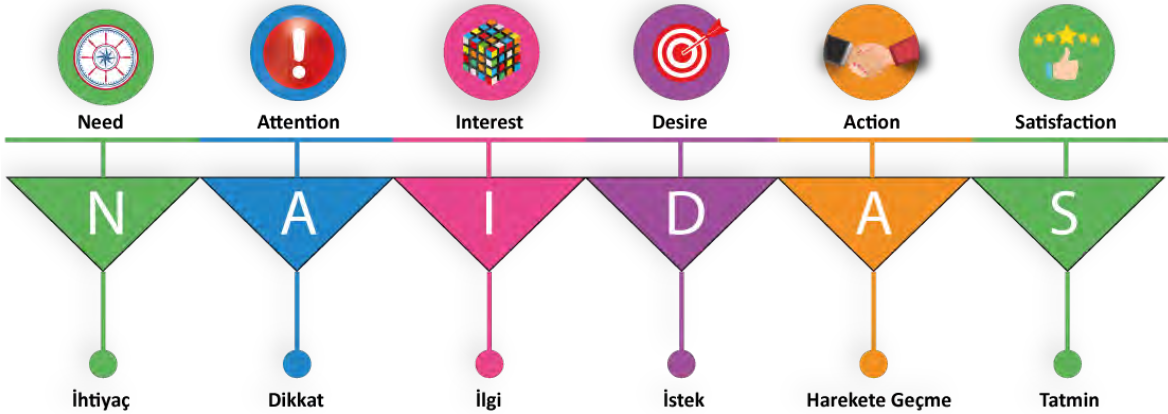 Need Attention Interest Desire Action Satisfaction
N A I D A S
İhtiyaç Dikkat İlgi İstek Harekete Geçme Tatmin